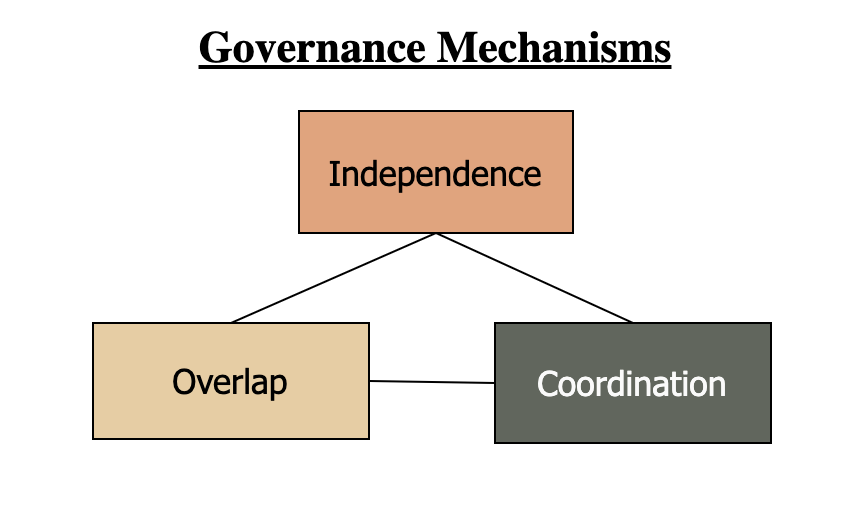 Governance Mechanisms
Independence
Overlap
Coordination